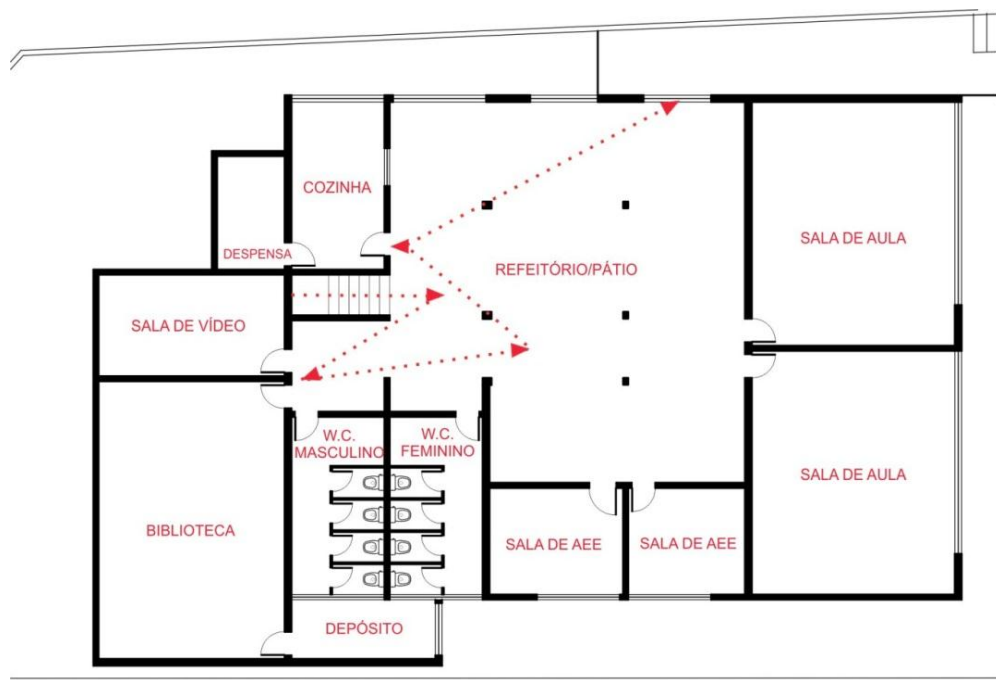 COZINHA
DESPENSA
SALA DE VÍDEO
REFEITÓRIO/PÁTIO
SALA DE AULA
W.C.
MASCULINO
W.C.
FEMININO
BIBLIOTECA
SALA DE AEE
SALA DE AEE
SALA DE AULA
DEPÓSITO